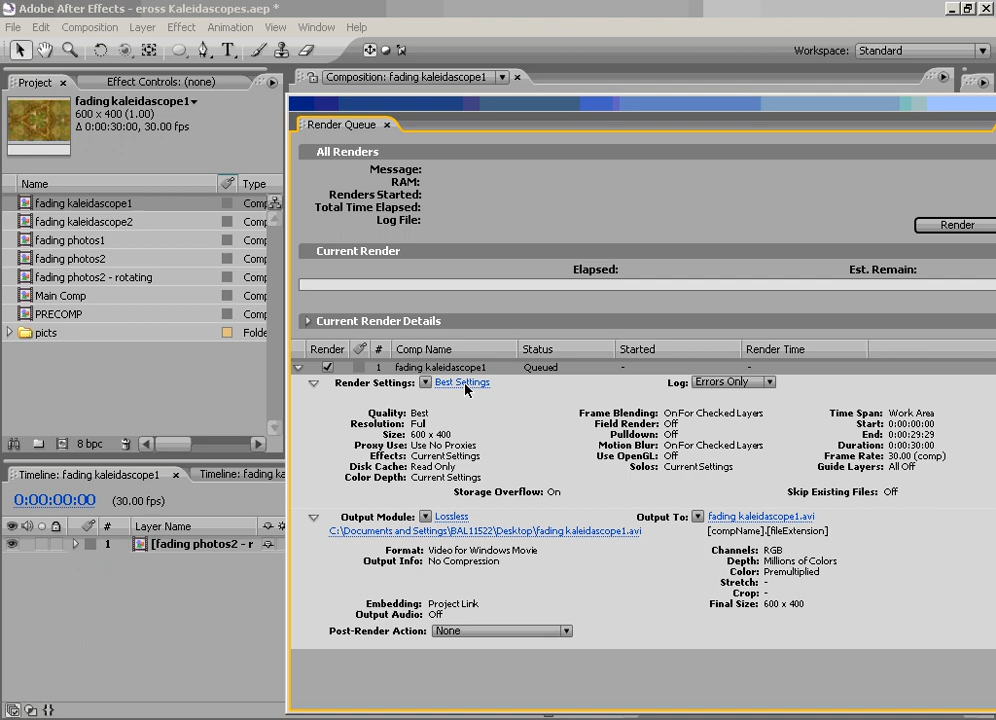 Adobe After Effects - eross Kaleidascopes.aep *
File Edit Composition Layer Effect Animation View Window Help
Workspace: Standard
Project × Effect Controls: (none)
fading kaleidascope1▾
600 x 400 (1.00)
Δ 0:00:30:00, 30.00 fps
Name Type
fading kaleidascope1 Comp
fading kaleidascope2 Comp
fading photos1 Comp
fading photos2 Comp
fading photos2 - rotating Comp
Main Comp Comp
PRECOMP Comp
picts Folde
8 bpc
Timeline: fading kaleidascope1 × Timeline: fading ka
0:00:00:00 (30.00 fps)
# Layer Name
1 [fading photos2 - r
Composition: fading kaleidascope1 ×
Render Queue ×
All Renders
Message:
RAM:
Renders Started:
Total Time Elapsed:
Log File:
Render
Current Render
Elapsed: Est. Remain:
Current Render Details
Render # Comp Name Status Started Render Time
1 fading kaleidascope1 Queued - -
Render Settings: Best Settings Log: Errors Only
Quality: Best Frame Blending: On For Checked Layers Time Span: Work Area
Resolution: Full Field Render: Off Start: 0:00:00:00
Size: 600 x 400 Pulldown: Off End: 0:00:29:29
Proxy Use: Use No Proxies Motion Blur: On For Checked Layers Duration: 0:00:30:00
Effects: Current Settings Use OpenGL: Off Frame Rate: 30.00 (comp)
Disk Cache: Read Only Solos: Current Settings Guide Layers: All Off
Color Depth: Current Settings
Storage Overflow: On Skip Existing Files: Off
Output Module: Lossless Output To: fading kaleidascope1.avi
C:\Documents and Settings\BAL11522\Desktop\fading kaleidascope1.avi [compName].[fileExtension]
Format: Video for Windows Movie Channels: RGB
Output Info: No Compression Depth: Millions of Colors
Color: Premultiplied
Stretch: -
Crop: -
Embedding: Project Link Final Size: 600 x 400
Output Audio: Off
Post-Render Action: None